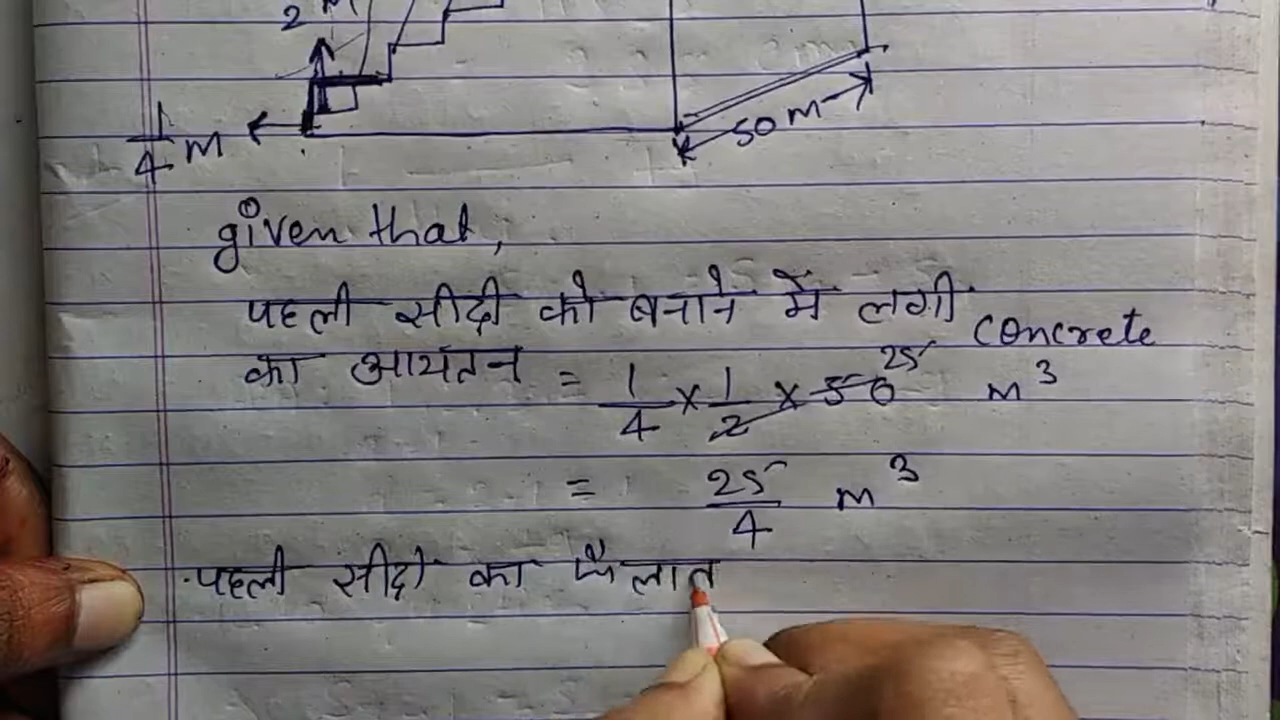 2 M
1/4 M
50 M
given that,
पहली सीढ़ी को बनाने में लगी concrete
का आयतन = 1/4 × 1/2 × 50 25 m³
= 25/4 m³
पहली सीढ़ी का फैलात